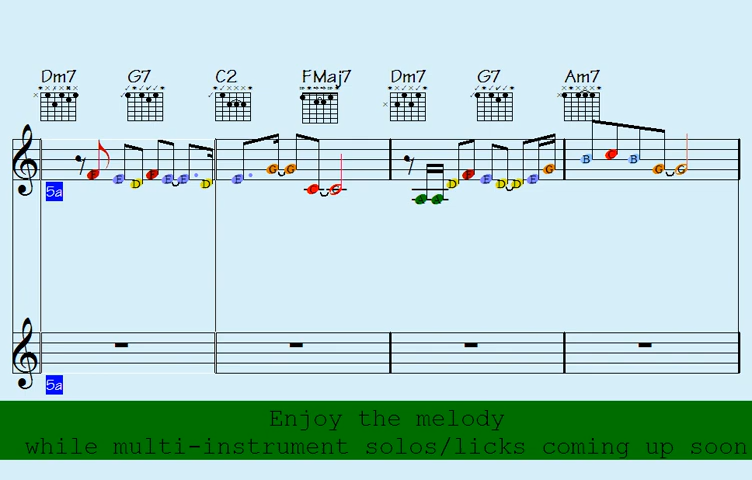 Dm7 G7 C2 FMaj7 Dm7 G7 Am7
F E D F E E D E G G C C A A D F E D D E G B C B G G
5a
5a
Enjoy the melody
while multi-instrument solos/licks coming up soon